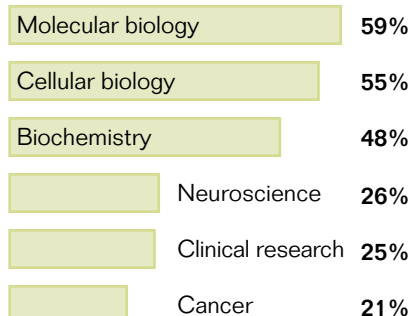 Molecular biology 59%
Cellular biology 55%
Biochemistry 48%
Neuroscience 26%
Clinical research 25%
Cancer 21%